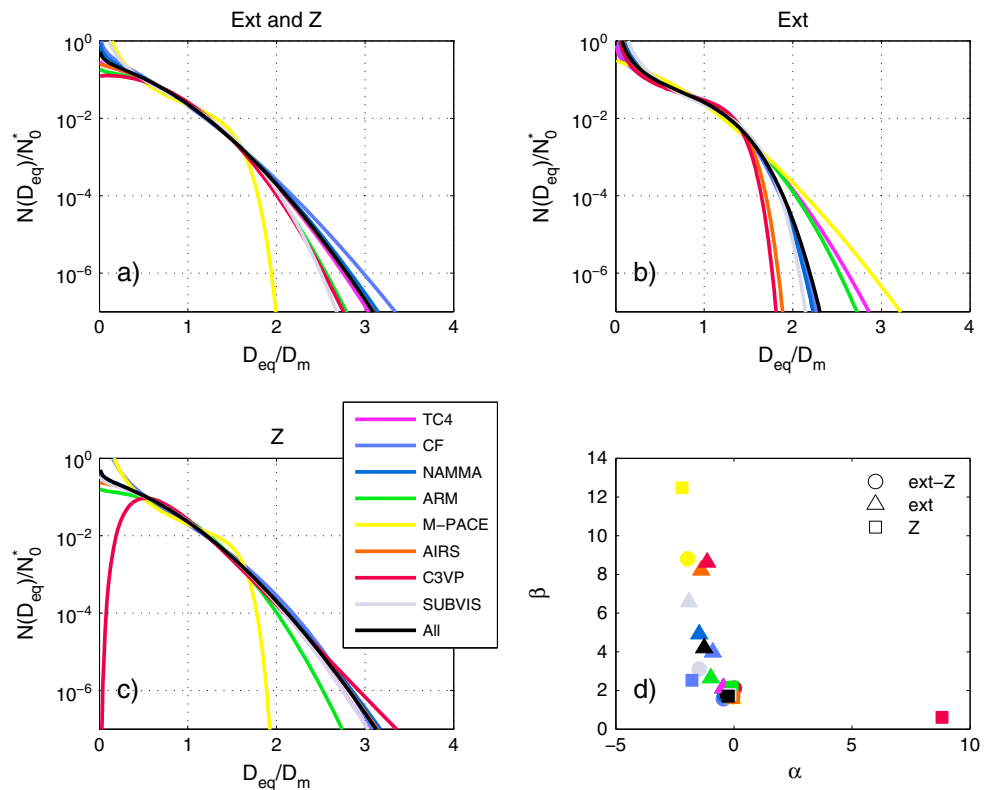 Ext and Z
10^0
10^-2
10^-4
10^-6
N(D_eq)/N_0^*
a)
0 1 2 3 4
D_eq/D_m
Ext
10^0
10^-2
10^-4
10^-6
N(D_eq)/N_0^*
b)
0 1 2 3 4
D_eq/D_m
Z
10^0
10^-2
10^-4
10^-6
N(D_eq)/N_0^*
c)
0 1 2 3 4
D_eq/D_m
TC4
CF
NAMMA
ARM
M-PACE
AIRS
C3VP
SUBVIS
All
14
12
10
8
6
4
2
0
β
ext-Z
ext
Z
d)
-5 0 5 10
α